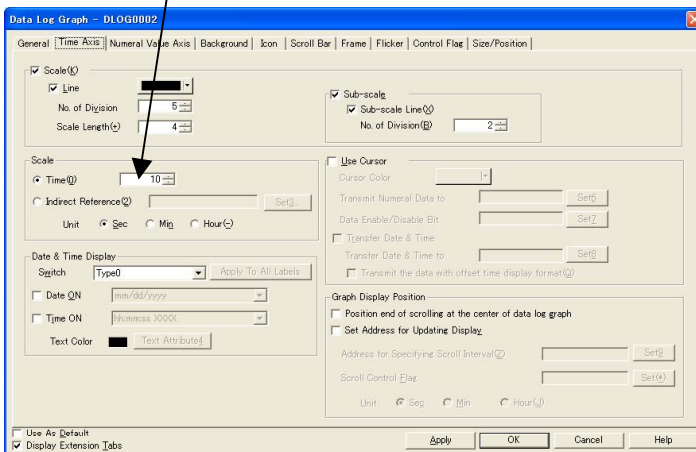 Data Log Graph - DLOG0002
General Time Axis Numeral Value Axis Background Icon Scroll Bar Frame Flicker Control Flag Size/Position
Scale(K)
Line
No. of Division 5
Scale Length(+) 4
Sub-scale
Sub-scale Line(X)
No. of Division(B) 2
Scale
Time(0) 10
Indirect Reference(2) Set3
Unit Sec Min Hour(-)
Date & Time Display
Switch Type0 Apply To All Labels
Date ON mm/dd/yyyy
Time ON hh:mm:ss XXXX
Text Color Text Attribute4
Use Cursor
Cursor Color
Transmit Numeral Data to Set6
Data Enable/Disable Bit Set7
Transfer Date & Time
Transfer Date & Time to Set8
Transmit the data with offset time display format(Q)
Graph Display Position
Position end of scrolling at the center of data log graph
Set Address for Updating Display
Address for Specifying Scroll Interval(Z) Set9
Scroll Control Flag Set(*)
Unit Sec Min Hour(J)
Use As Default
Display Extension Tabs
Apply OK Cancel Help